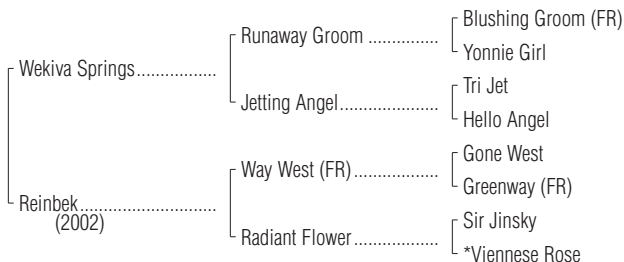 Blushing Groom (FR)
Runaway Groom ................
Yonnie Girl
Wekiva Springs.................
Tri Jet
Jetting Angel......................
Hello Angel
Gone West
Way West (FR)...................
Greenway (FR)
Reinbek.............................
(2002)
Sir Jinsky
Radiant Flower...................
*Viennese Rose